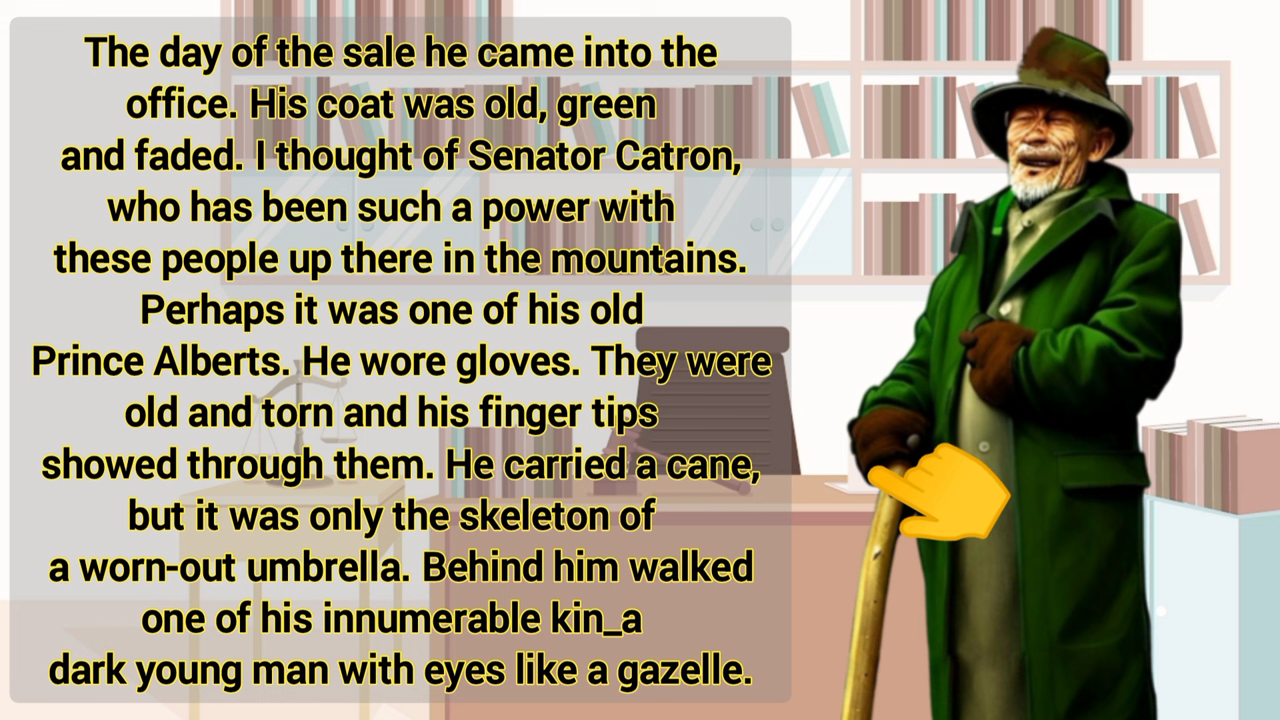 The day of the sale he came into the
office. His coat was old, green
and faded. I thought of Senator Catron,
who has been such a power with
these people up there in the mountains.
Perhaps it was one of his old
Prince Alberts. He wore gloves. They were
old and torn and his finger tips
showed through them. He carried a cane,
but it was only the skeleton of
a worn-out umbrella. Behind him walked
one of his innumerable kin_a
dark young man with eyes like a gazelle.